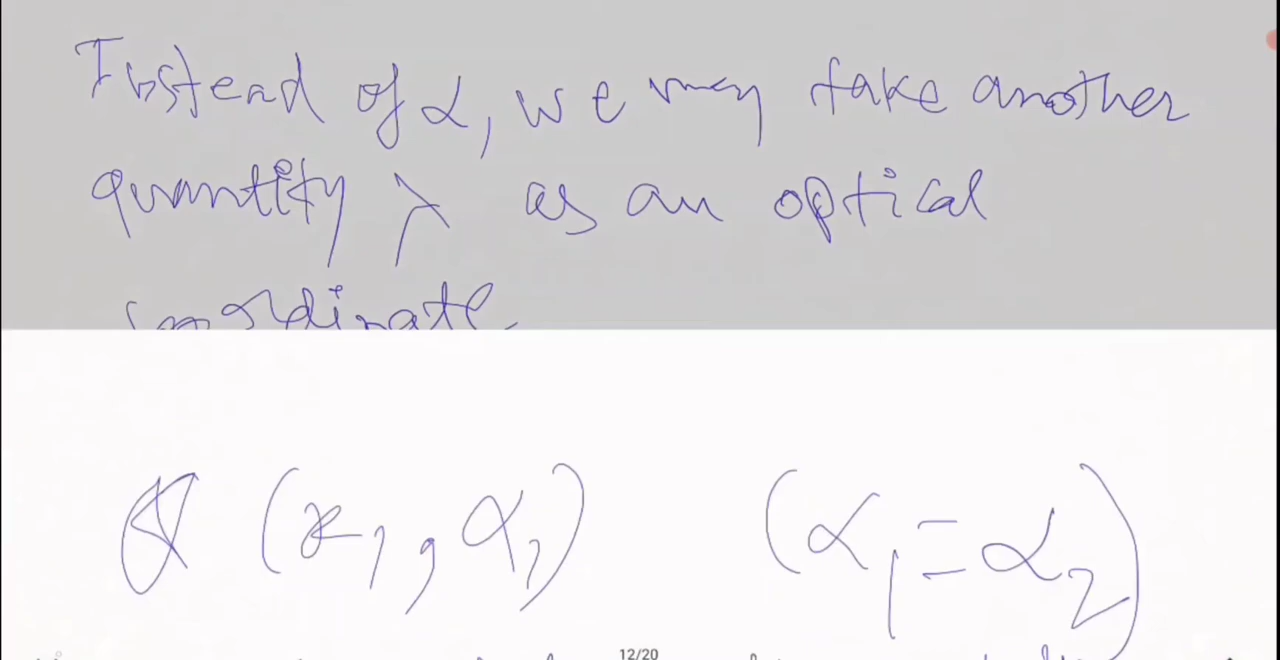 Instead of α, we may take another
quantity λ as an optical
coordinate
(x₁, α₁) (α₁ = α₂)
12/20